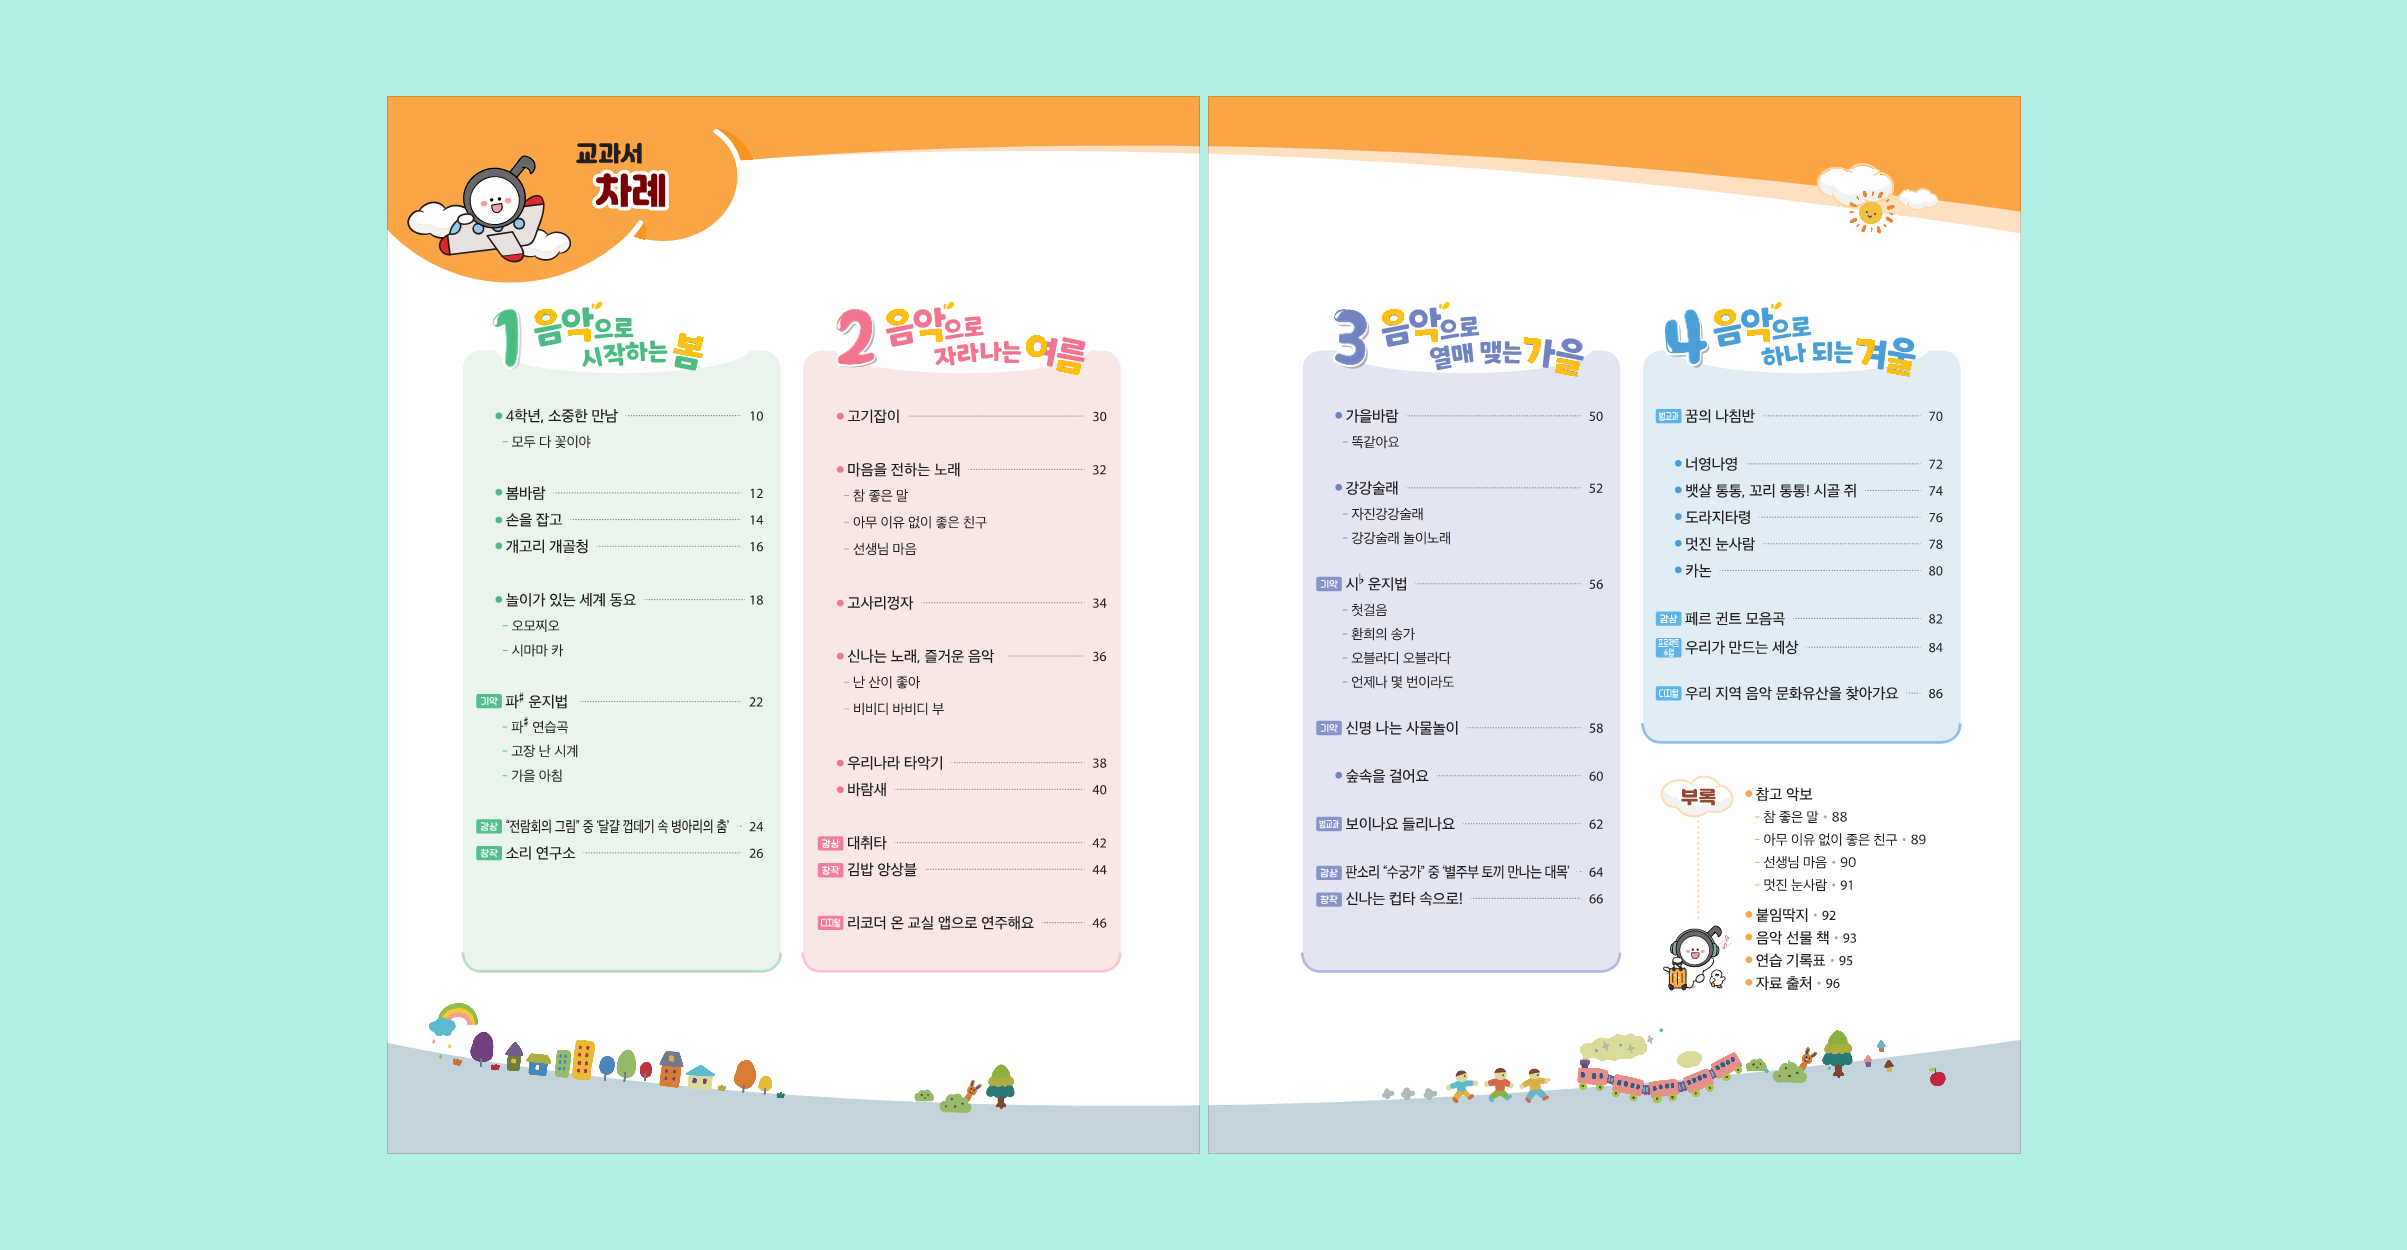 교과서
차례
1 음악으로
시작하는 봄
4학년, 소중한 만남 10
- 모두 다 꽃이야
봄바람 12
손을 잡고 14
개고리 개골청 16
놀이가 있는 세계 동요 18
- 오모찌오
- 시마마 카
기악 파♯ 운지법 22
- 파♯ 연습곡
- 고장 난 시계
- 가을 아침
감상 “전람회의 그림” 중 ‘달걀 껍데기 속 병아리의 춤’ 24
창작 소리 연구소 26
2 음악으로
자라나는 여름
고기잡이 30
마음을 전하는 노래 32
- 참 좋은 말
- 아무 이유 없이 좋은 친구
- 선생님 마음
고사리껑자 34
신나는 노래, 즐거운 음악 36
- 난 산이 좋아
- 비비디 바비디 부
우리나라 타악기 38
바람새 40
감상 대취타 42
창작 김밥 앙상블 44
디지털 리코더 온 교실 앱으로 연주해요 46
3 음악으로
열매 맺는 가을
가을바람 50
- 똑같아요
강강술래 52
- 자진강강술래
- 강강술래 놀이노래
기악 시♭ 운지법 56
- 첫걸음
- 환희의 송가
- 오블라디 오블라다
- 언제나 몇 번이라도
기악 신명 나는 사물놀이 58
숲속을 걸어요 60
범교과 보이나요 들리나요 62
감상 판소리 “수궁가” 중 ‘별주부 토끼 만나는 대목’ 64
창작 신나는 컵타 속으로! 66
4 음악으로
하나 되는 겨울
범교과 꿈의 나침반 70
너영나영 72
뱃살 통통, 꼬리 통통! 시골 쥐 74
도라지타령 76
멋진 눈사람 78
카논 80
감상 페르 귄트 모음곡 82
프로젝트
수업 우리가 만드는 세상 84
디지털 우리 지역 음악 문화유산을 찾아가요 86
부록
참고 악보
- 참 좋은 말 • 88
- 아무 이유 없이 좋은 친구 • 89
- 선생님 마음 • 90
- 멋진 눈사람 • 91
붙임딱지 • 92
음악 선물 책 • 93
연습 기록표 • 95
자료 출처 • 96